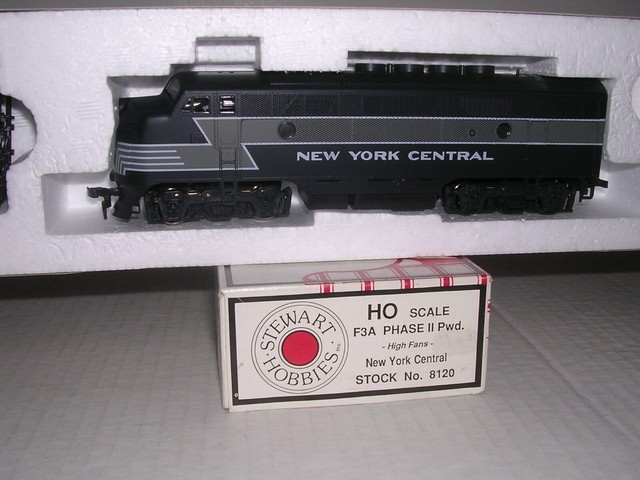 NEW YORK CENTRAL
STEWART HOBBIES, INC.
HO SCALE
F3A PHASE II Pwd.
- High Fans -
New York Central
STOCK No. 8120